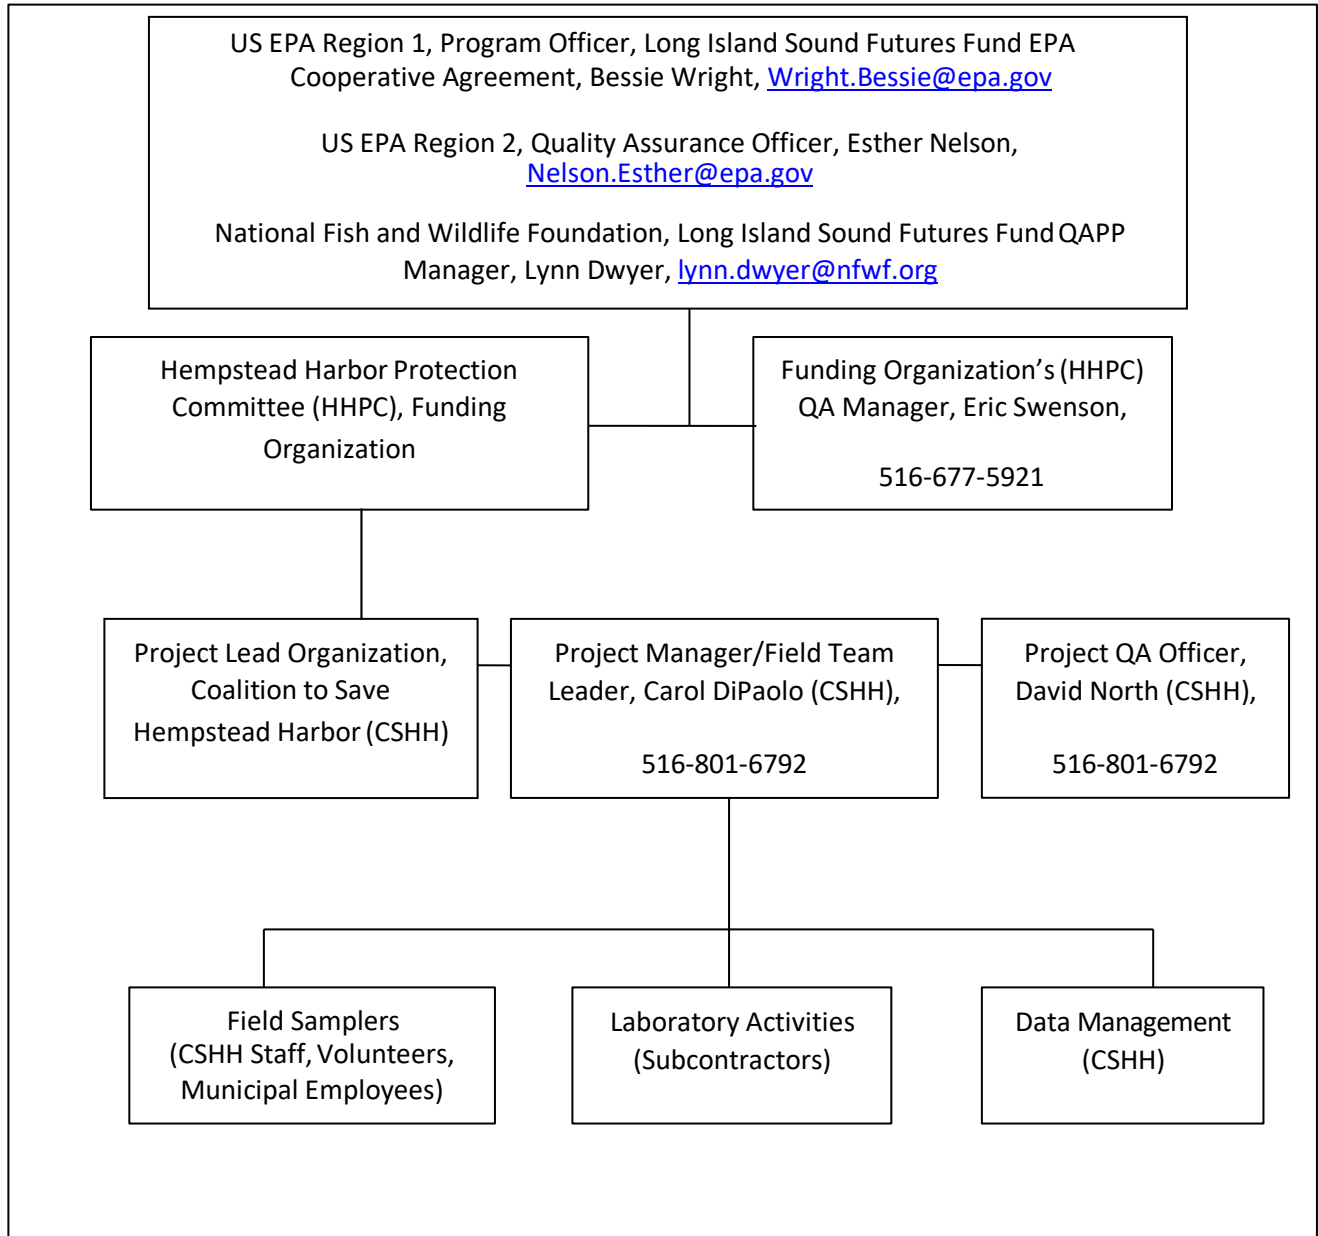 US EPA Region 1, Program Officer, Long Island Sound Futures Fund EPA
Cooperative Agreement, Bessie Wright, Wright.Bessie@epa.gov
US EPA Region 2, Quality Assurance Officer, Esther Nelson,
Nelson.Esther@epa.gov
National Fish and Wildlife Foundation, Long Island Sound Futures Fund QAPP
Manager, Lynn Dwyer, lynn.dwyer@nfwf.org
Hempstead Harbor Protection
Committee (HHPC), Funding
Organization
Funding Organization’s (HHPC)
QA Manager, Eric Swenson,
516-677-5921
Project Lead Organization,
Coalition to Save
Hempstead Harbor (CSHH)
Project Manager/Field Team
Leader, Carol DiPaolo (CSHH),
516-801-6792
Project QA Officer,
David North (CSHH),
516-801-6792
Field Samplers
(CSHH Staff, Volunteers,
Municipal Employees)
Laboratory Activities
(Subcontractors)
Data Management
(CSHH)